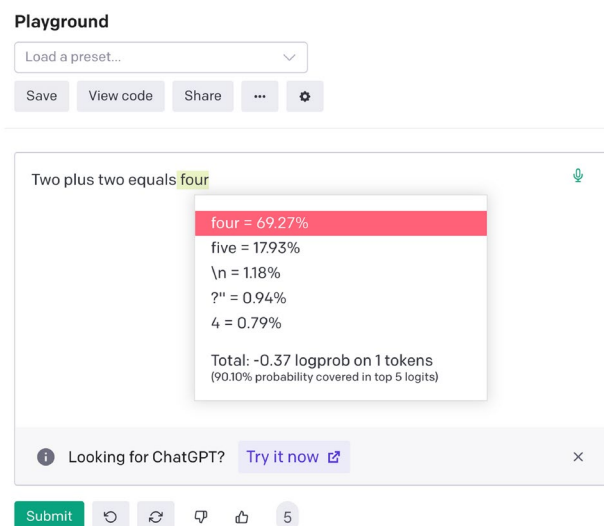 Playground
Load a preset...
Save View code Share ...
Two plus two equals four
four = 69.27%
five = 17.93%
\n = 1.18%
?" = 0.94%
4 = 0.79%
Total: -0.37 logprob on 1 tokens
(90.10% probability covered in top 5 logits)
Looking for ChatGPT? Try it now
Submit 5